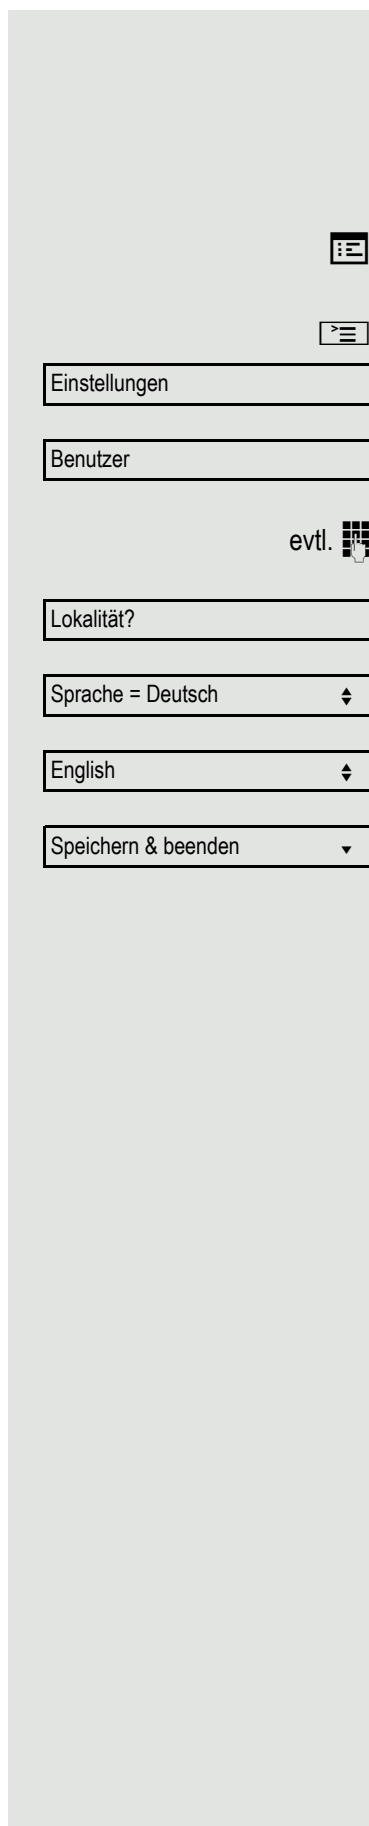 Einstellungen
Benutzer
evtl.
Lokalität?
Sprache = Deutsch
English
Speichern & beenden